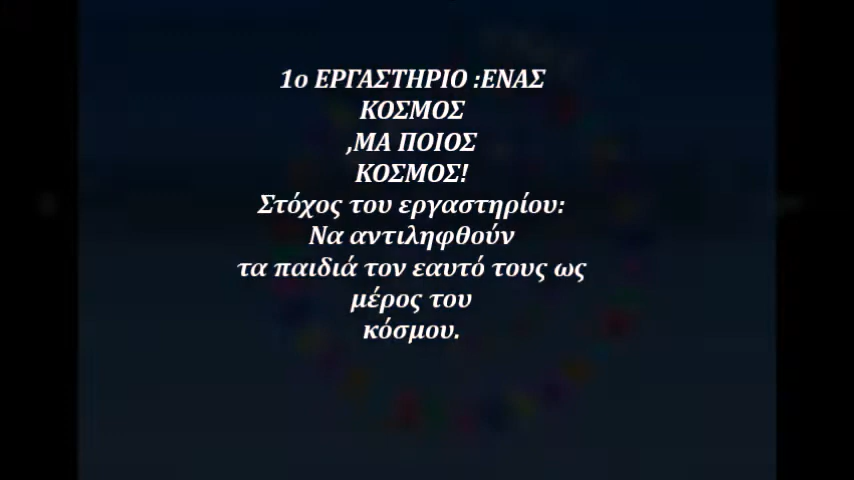 1ο ΕΡΓΑΣΤΗΡΙΟ :ΕΝΑΣ
ΚΟΣΜΟΣ
,ΜΑ ΠΟΙΟΣ
ΚΟΣΜΟΣ!
Στόχος του εργαστηρίου:
Να αντιληφθούν
τα παιδιά τον εαυτό τους ως
μέρος του
κόσμου.